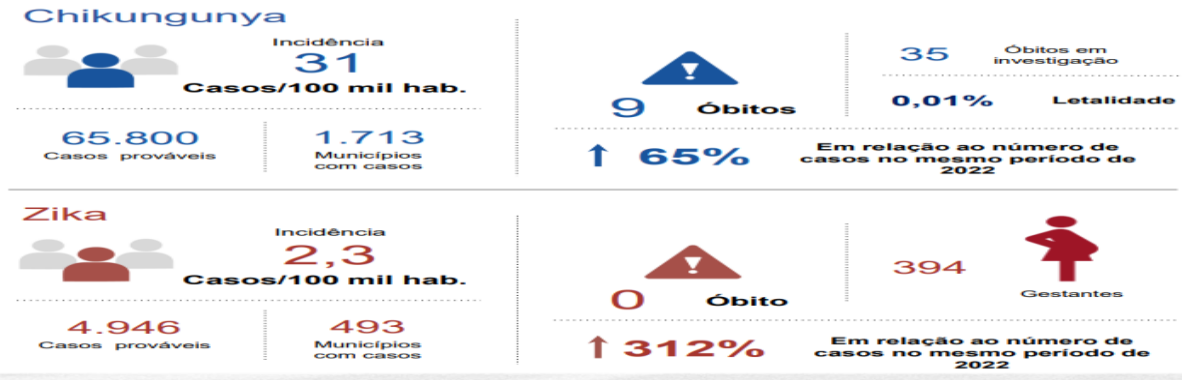 Chikungunya
Incidência
31
Casos/100 mil hab.
65.800
Casos prováveis
1.713
Municípios
com casos
9 Óbitos
35 Óbitos em
investigação
0,01% Letalidade
↑ 65%
Em relação ao número de
casos no mesmo período de
2022
Zika
Incidência
2,3
Casos/100 mil hab.
4.946
Casos prováveis
493
Municípios
com casos
0 Óbito
394
Gestantes
↑ 312%
Em relação ao número de
casos no mesmo período de
2022